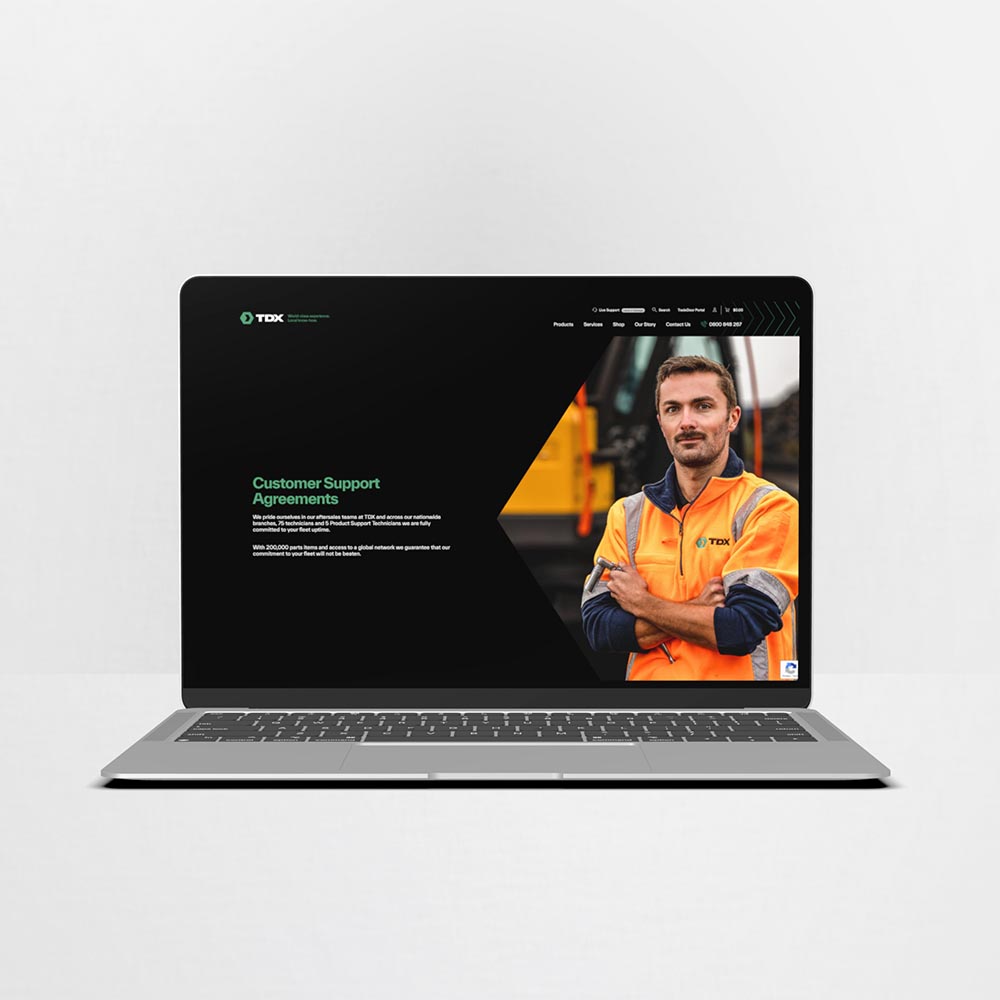 TDX World-class experience.
Local know-how.
Live Support Search TradeDoor Portal $0.00
Products Services Shop Our Story Contact Us 0800 848 267
Customer Support
Agreements
We pride ourselves in our aftersales teams at TDX and across our nationwide
branches, 75 technicians and 5 Product Support Technicians we are fully
committed to your fleet uptime.
With 200,000 parts items and access to a global network we guarantee that our
commitment to your fleet will not be beaten.
TDX